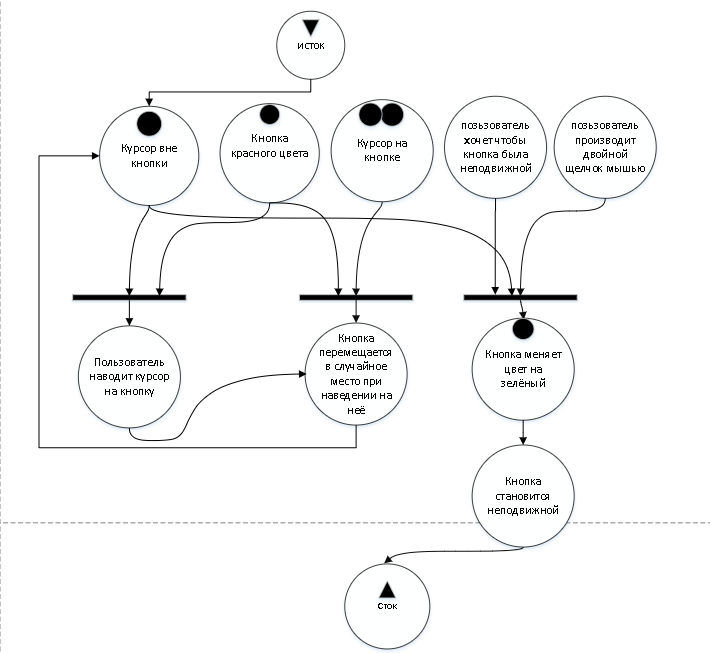 исток
Курсор вне
кнопки
Кнопка
красного цвета
Курсор на
кнопке
позьзователь
хочет чтобы
кнопка была
неподвижной
позьзователь
производит
двойной
щелчок мышью
Пользователь
наводит курсор
на кнопку
Кнопка
перемещается
в случайное
место при
наведении на
неё
Кнопка меняет
цвет на
зелёный
Кнопка
становится
неподвижной
Сток